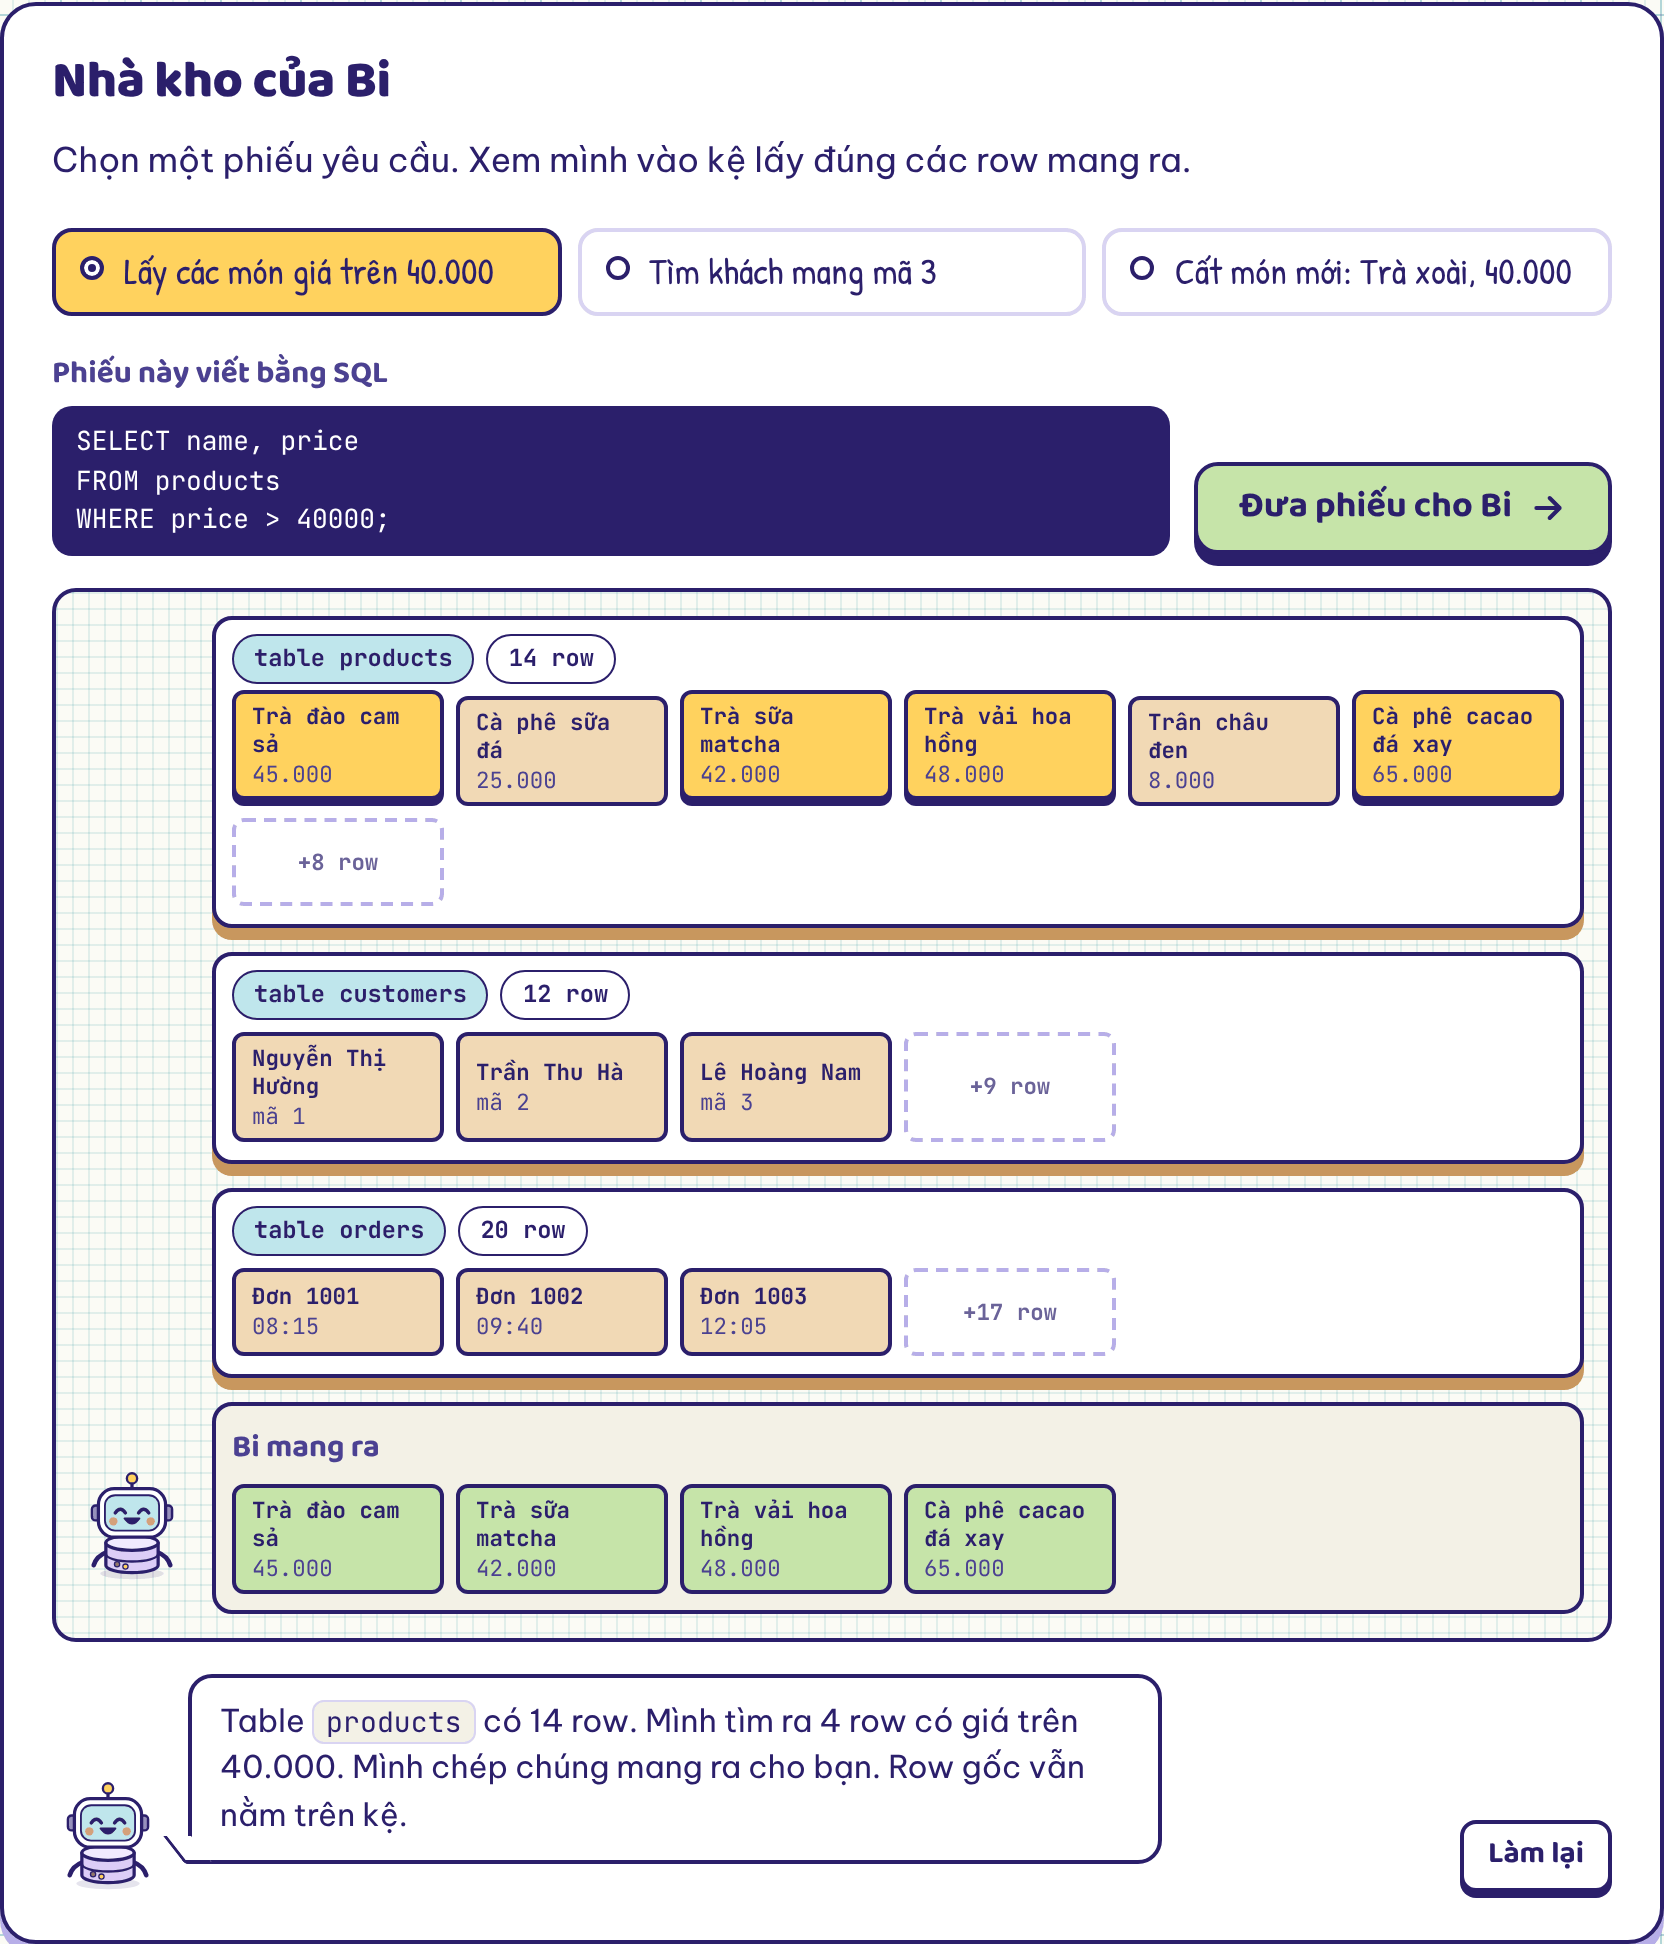 Nhà kho của Bi
Chọn một phiếu yêu cầu. Xem mình vào kệ lấy đúng các row mang ra.
Lấy các món giá trên 40.000
Tìm khách mang mã 3
Cất món mới: Trà xoài, 40.000
Phiếu này viết bằng SQL
SELECT name, price
FROM products
WHERE price > 40000;
Đưa phiếu cho Bi →
table products
14 row
Trà đào cam
sả
45.000
Cà phê sữa
đá
25.000
Trà sữa
matcha
42.000
Trà vải hoa
hồng
48.000
Trân châu
đen
8.000
Cà phê cacao
đá xay
65.000
+8 row
table customers
12 row
Nguyễn Thị
Hường
mã 1
Trần Thu Hà
mã 2
Lê Hoàng Nam
mã 3
+9 row
table orders
20 row
Đơn 1001
08:15
Đơn 1002
09:40
Đơn 1003
12:05
+17 row
Bi mang ra
Trà đào cam
sả
45.000
Trà sữa
matcha
42.000
Trà vải hoa
hồng
48.000
Cà phê cacao
đá xay
65.000
Table products có 14 row. Mình tìm ra 4 row có giá trên
40.000. Mình chép chúng mang ra cho bạn. Row gốc vẫn
nằm trên kệ.
Làm lại